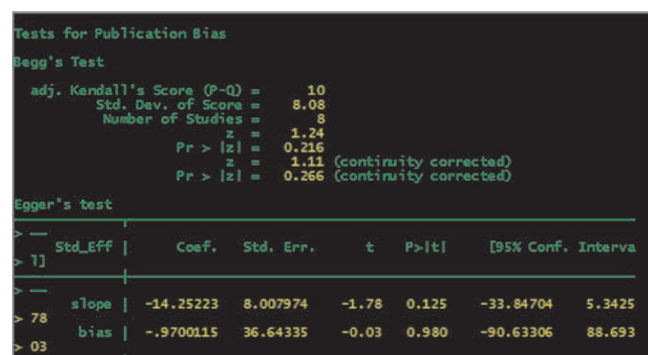 Tests for Publication Bias
Begg's Test
adj. Kendall's Score (P-Q) = 10
Std. Dev. of Score = 8.08
Number of Studies = 8
z = 1.24
Pr > |z| = 0.216
z = 1.11 (continuity corrected)
Pr > |z| = 0.266 (continuity corrected)
Egger's test
> —
Std_Eff | Coef. Std. Err. t P>|t| [95% Conf. Interva
> l]
> —
slope | -14.25223 8.007974 -1.78 0.125 -33.84704 5.3425
> 78
bias | -.9700115 36.64335 -0.03 0.980 -90.63306 88.693
> 03